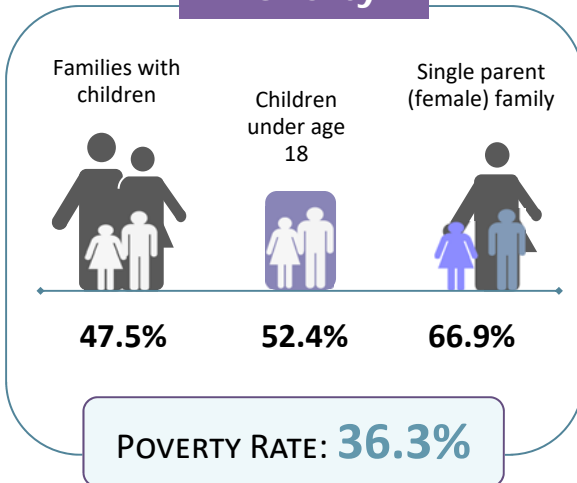 Families with
children
Children
under age
18
Single parent
(female) family
47.5%
52.4%
66.9%
POVERTY RATE: 36.3%